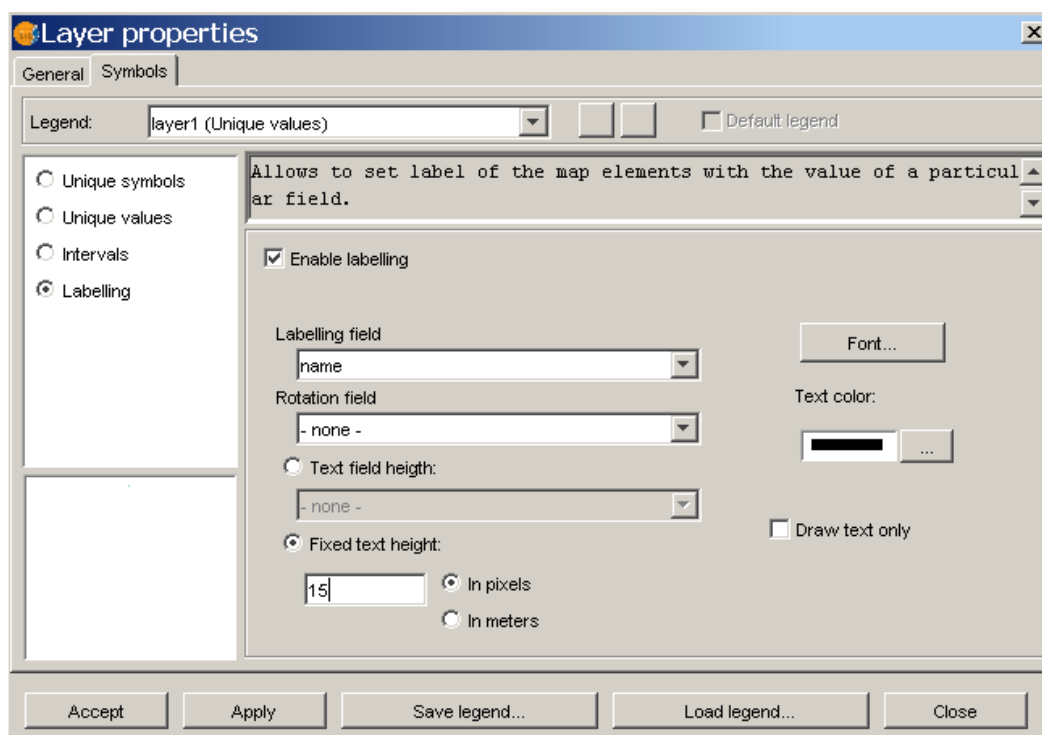 Layer properties
General Symbols
Legend: layer1 (Unique values) Default legend
Unique symbols
Unique values
Intervals
Labelling
Allows to set label of the map elements with the value of a particul
ar field.
Enable labelling
Labelling field
name
Font...
Rotation field
Text color:
- none -
...
Text field heigth:
- none -
Draw text only
Fixed text height:
15
In pixels
In meters
Accept Apply Save legend... Load legend... Close